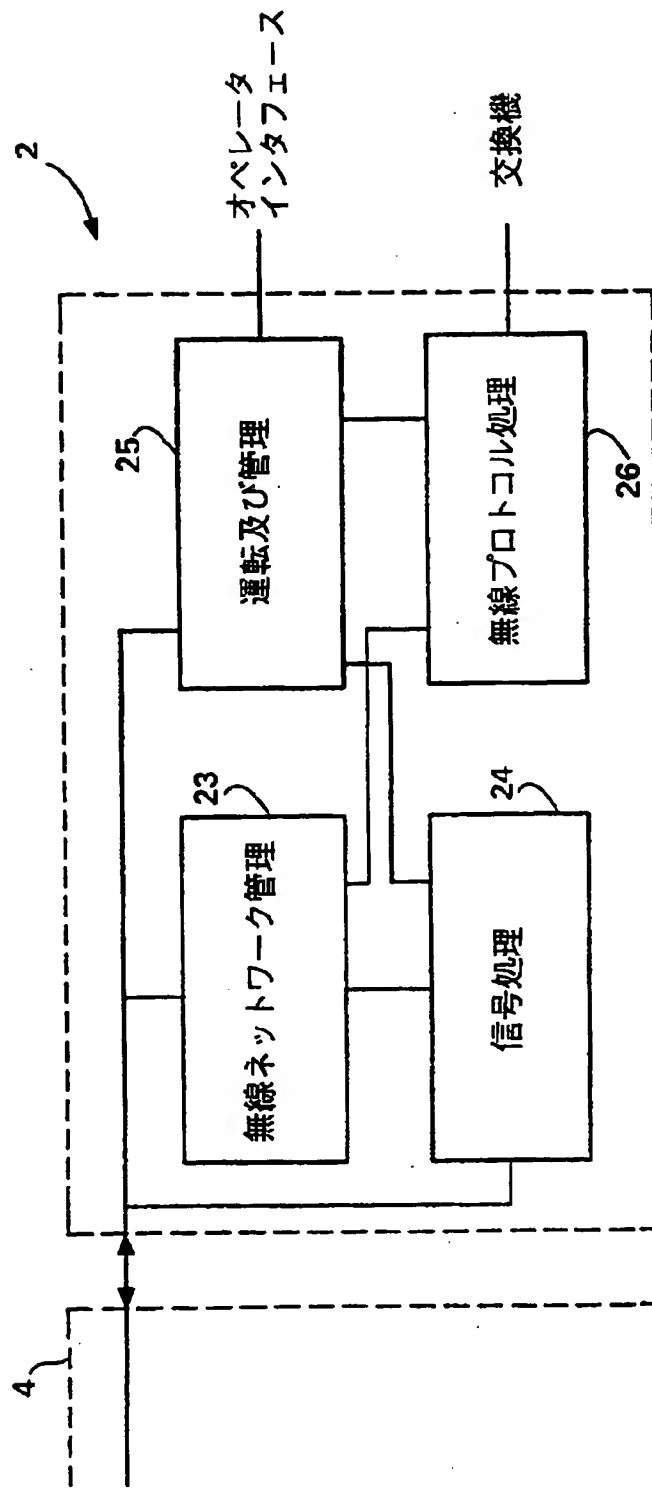 2
オペレータ
インタフェース
交換機
25
運転及び管理
無線プロトコル処理
26
23
無線ネットワーク管理
24
信号処理
4